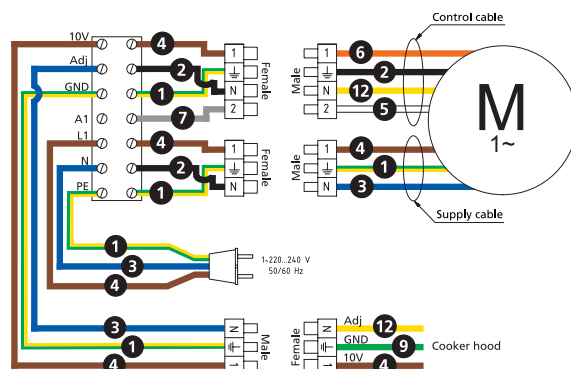 Control cable
10V 4 1 Female 1 6
Adj 2 2
GND 1 N Male N 12 M
A1 7 2 2 5 1~
L1 4 1 Female 1 4
N 2 Male 1
PE 1 N N 3
Supply cable
1 1~220...240 V
3 50/60 Hz
4
3 N Male Female N Adj 12
1 GND 9 Cooker hood
4 1 1 10V 4